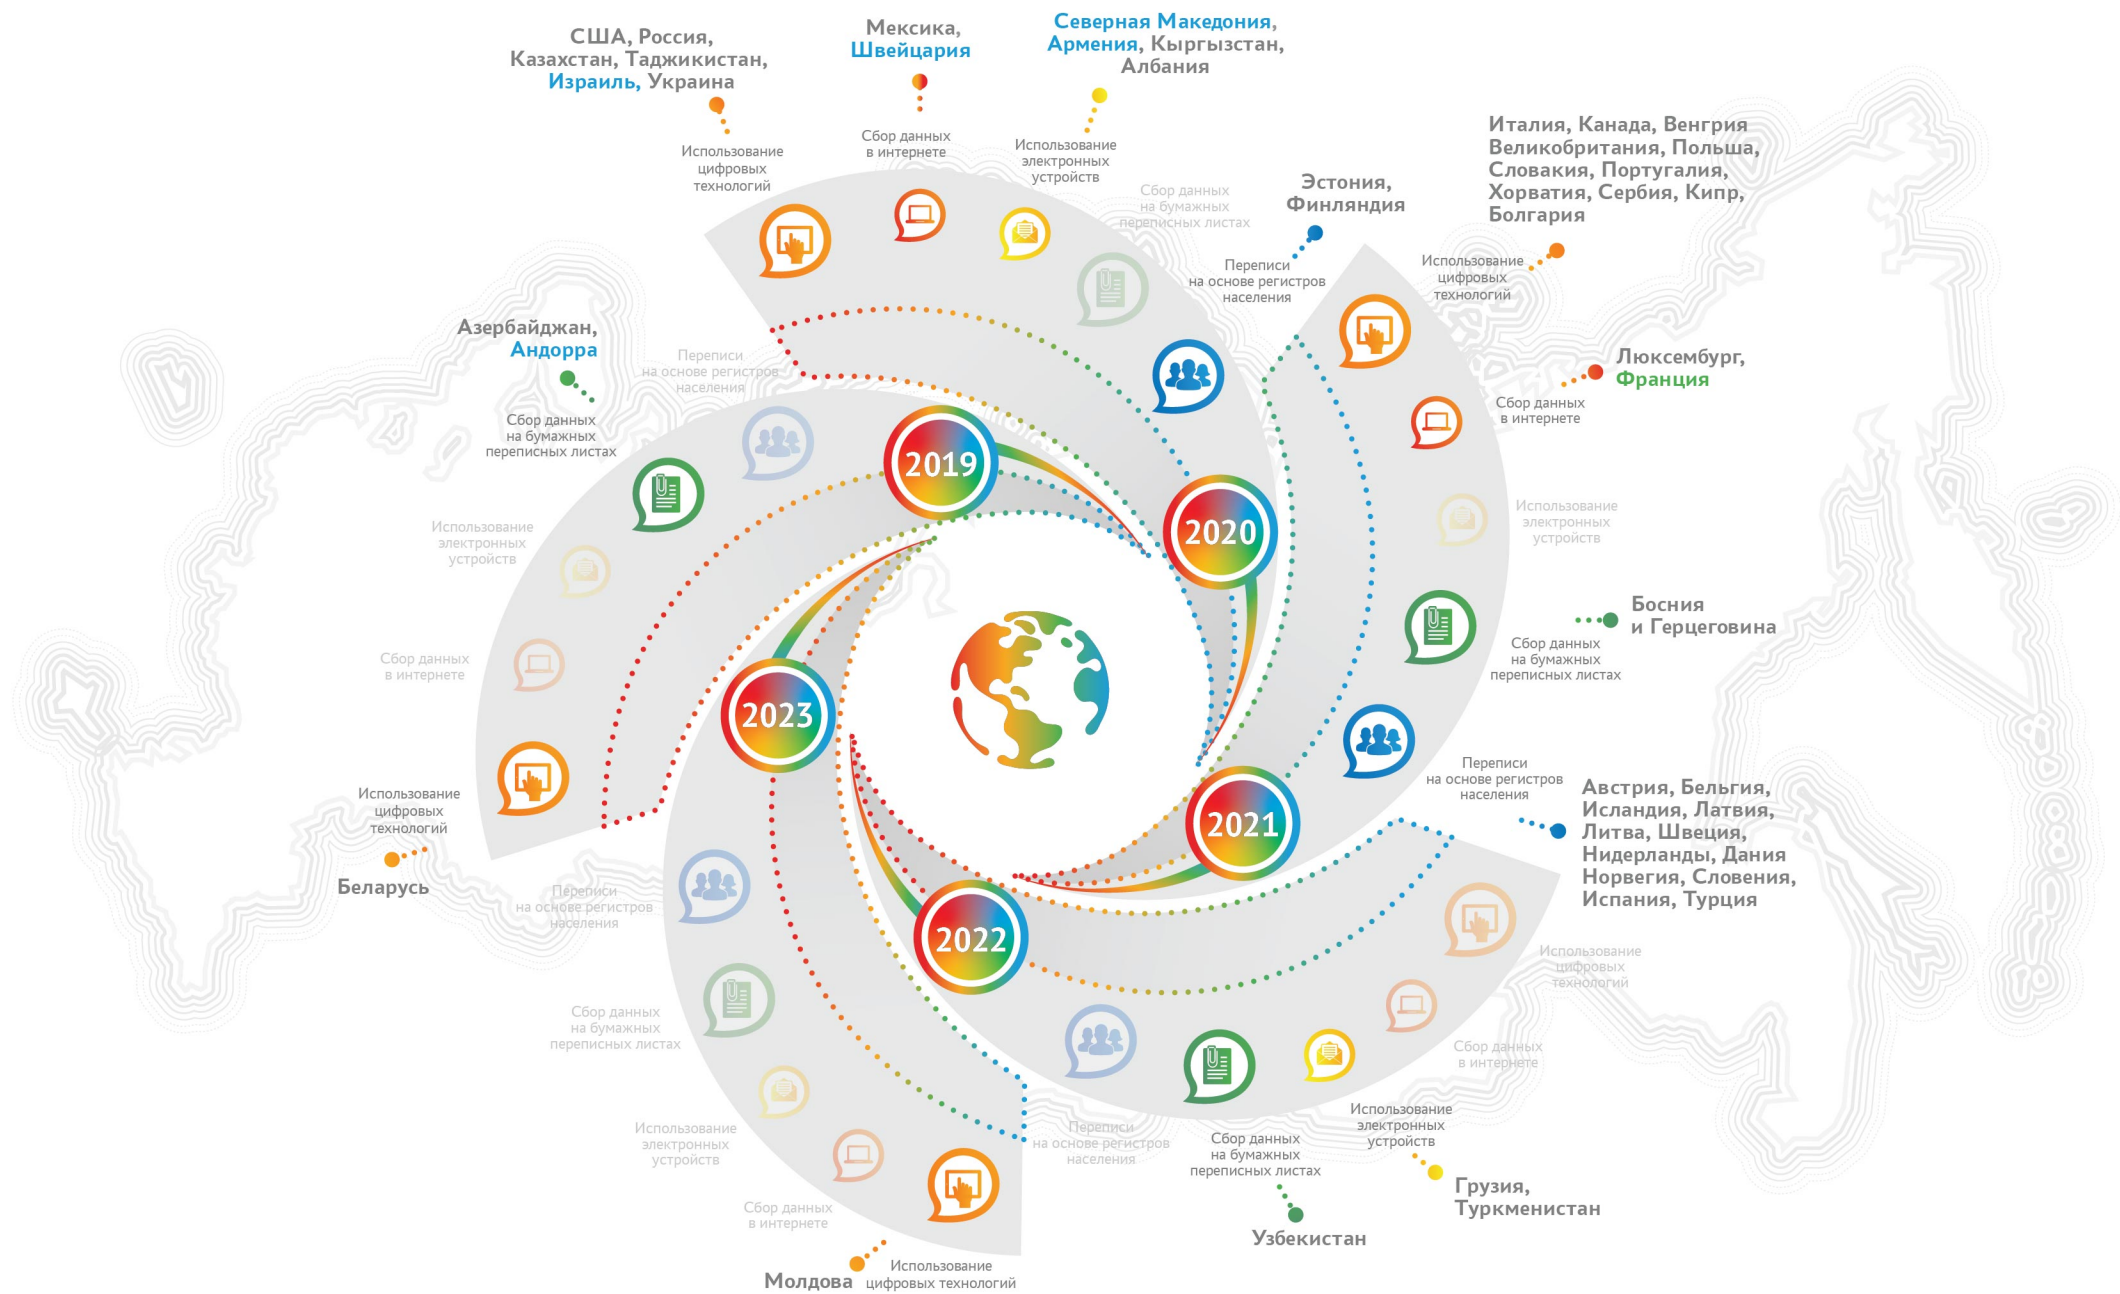 США, Россия,
Казахстан, Таджикистан,
Израиль, Украина
Использование
цифровых
технологий
Мексика,
Швейцария
Сбор данных
в интернете
Северная Македония,
Армения, Кыргызстан,
Албания
Использование
электронных
устройств
Сбор данных
на бумажных
переписных листах
Эстония,
Финляндия
Переписи
на основе регистров
населения
Италия, Канада, Венгрия
Великобритания, Польша,
Словакия, Португалия,
Хорватия, Сербия, Кипр,
Болгария
Использование
цифровых
технологий
Люксембург,
Франция
Сбор данных
в интернете
Использование
электронных
устройств
Босния
и Герцеговина
Сбор данных
на бумажных
переписных листах
Переписи
на основе регистров
населения
Австрия, Бельгия,
Исландия, Латвия,
Литва, Швеция,
Нидерланды, Дания
Норвегия, Словения,
Испания, Турция
Использование
цифровых
технологий
Сбор данных
в интернете
Использование
электронных
устройств
Грузия,
Туркменистан
Сбор данных
на бумажных
переписных листах
Узбекистан
Переписи
на основе регистров
населения
Использование
цифровых технологий
Молдова
Сбор данных
в интернете
Использование
электронных
устройств
Сбор данных
на бумажных
переписных листах
Переписи
на основе регистров
населения
Беларусь
Использование
цифровых
технологий
Сбор данных
в интернете
Использование
электронных
устройств
Азербайджан,
Андорра
Сбор данных
на бумажных
переписных листах
Переписи
на основе регистров
населения
2019
2020
2021
2022
2023